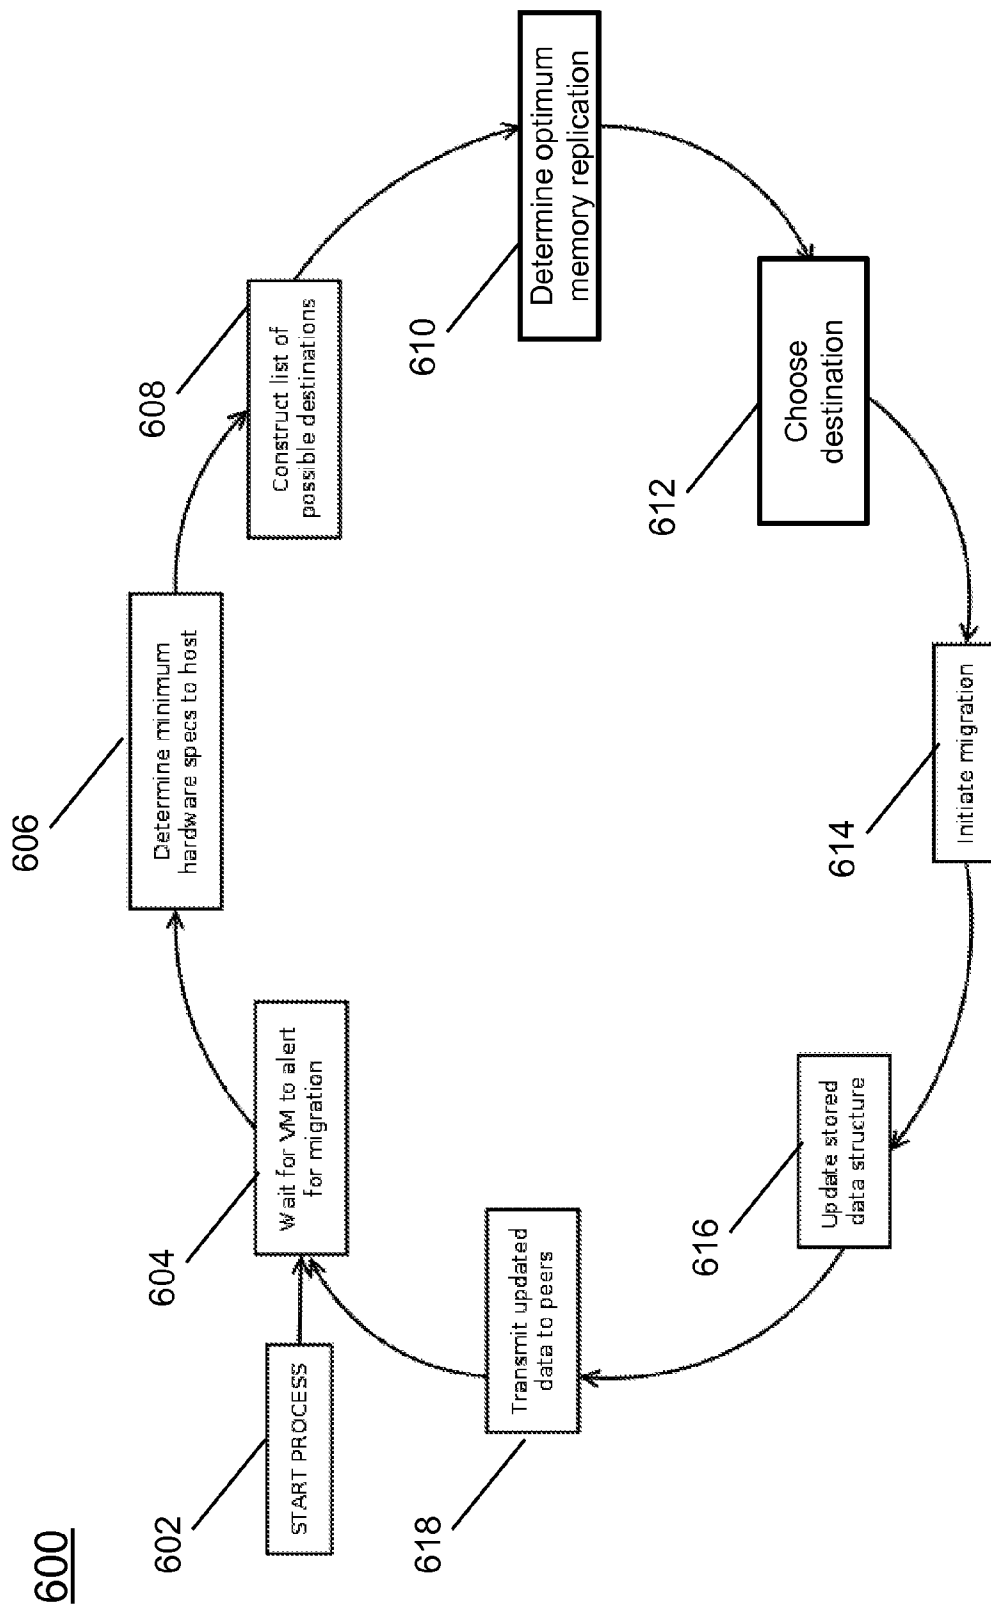 600
602
START PROCESS
604
Wait for VM to alert
for migration
606
Determine minimum
hardware specs to host
608
Construct list of
possible destinations
610
Determine optimum
memory replication
612
Choose
destination
614
Initiate migration
616
Update stored
data structure
618
Transmit updated
data to peers